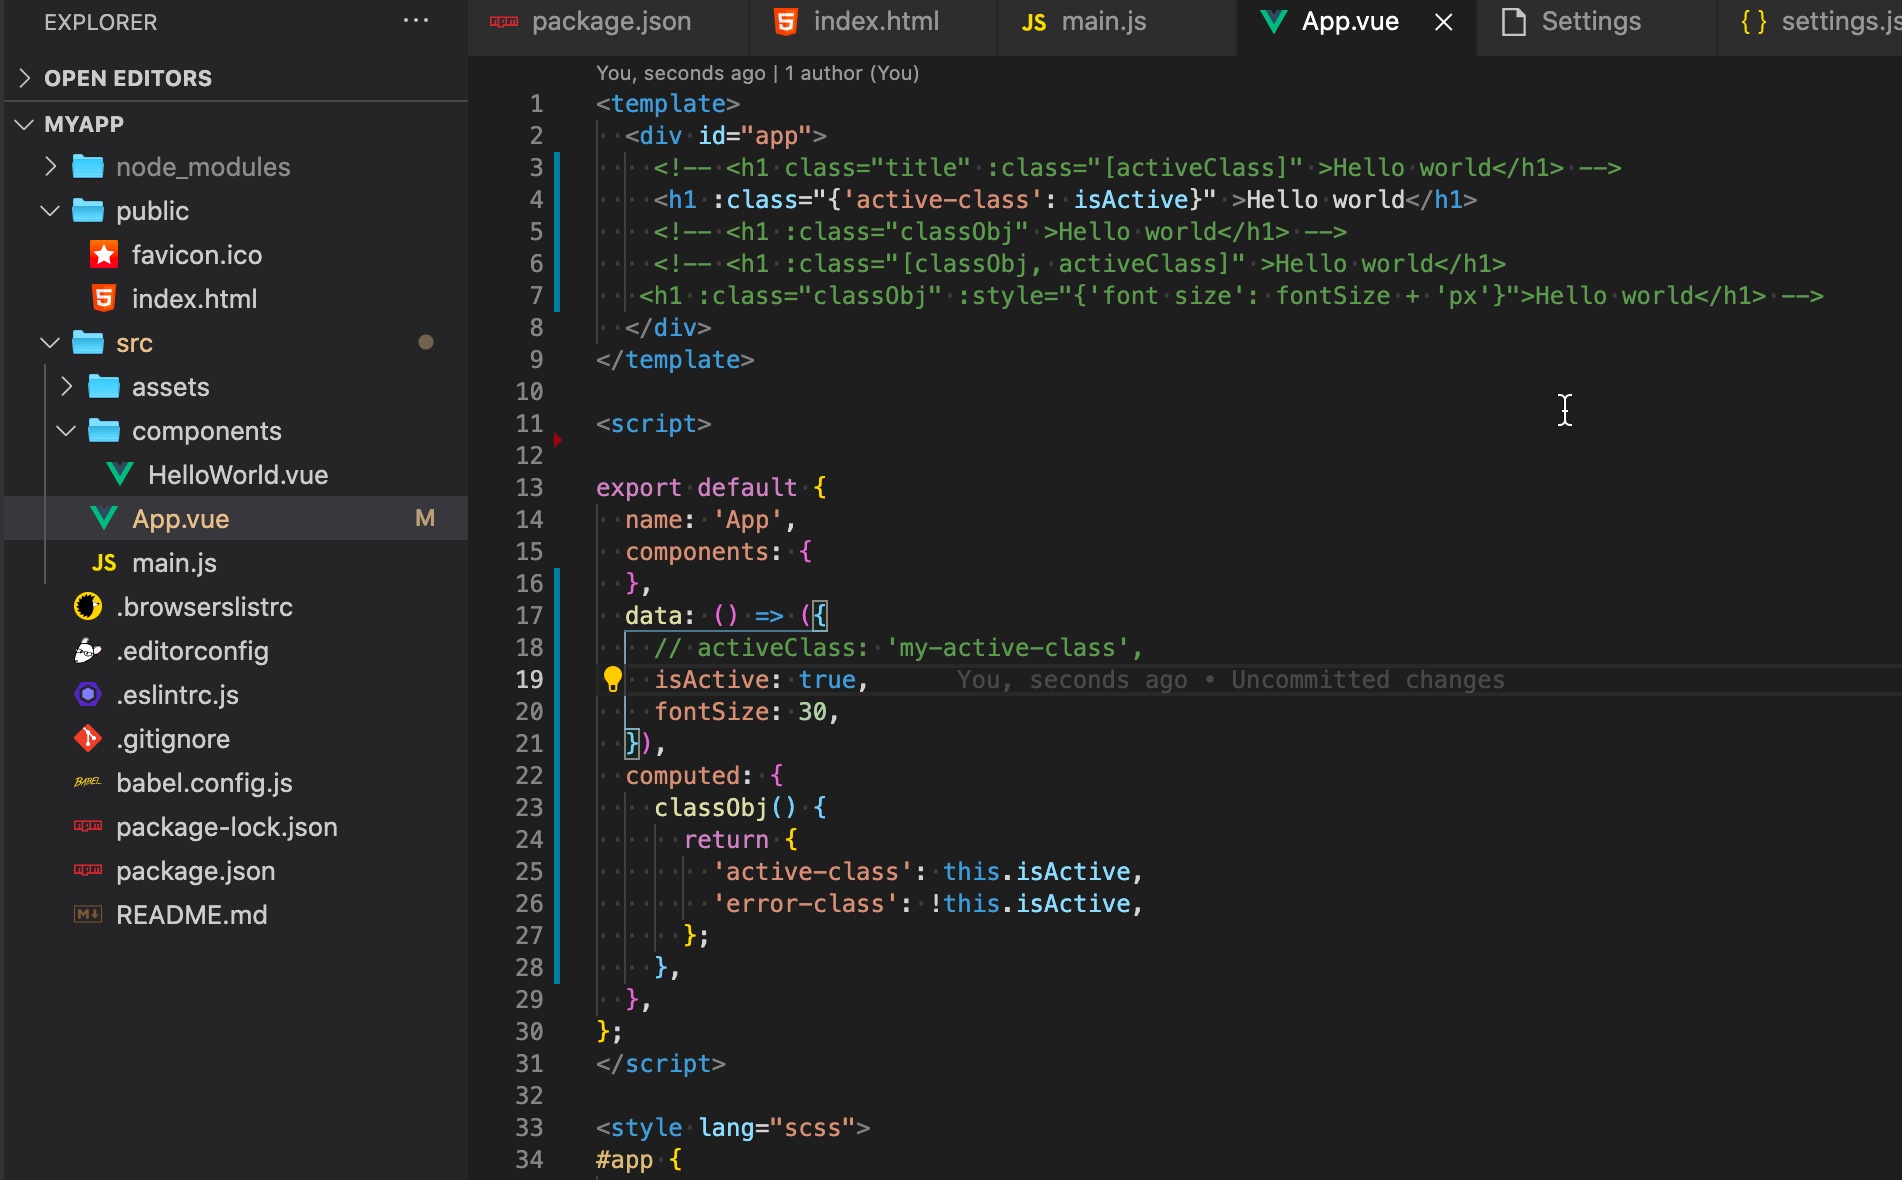 EXPLORER ...
OPEN EDITORS
MYAPP
node_modules
public
favicon.ico
index.html
src
assets
components
HelloWorld.vue
App.vue M
main.js
.browserslistrc
.editorconfig
.eslintrc.js
.gitignore
babel.config.js
package-lock.json
package.json
README.md
package.json index.html JS main.js App.vue Settings {} settings.js
You, seconds ago | 1 author (You)
1 <template>
2   <div id="app">
3     <!-- <h1 class="title" :class="[activeClass]" >Hello world</h1> -->
4     <h1 :class="{'active-class': isActive}" >Hello world</h1>
5     <!-- <h1 :class="classObj" >Hello world</h1> -->
6     <!-- <h1 :class="[classObj, activeClass]" >Hello world</h1>
7    <h1 :class="classObj" :style="{'font size': fontSize + 'px'}">Hello world</h1> -->
8   </div>
9 </template>
10
11 <script>
12
13 export default {
14   name: 'App',
15   components: {
16   },
17   data: () => ({
18     // activeClass: 'my-active-class',
19     isActive: true, You, seconds ago • Uncommitted changes
20     fontSize: 30,
21   }),
22   computed: {
23     classObj() {
24       return {
25         'active-class': this.isActive,
26         'error-class': !this.isActive,
27       };
28     },
29   },
30 };
31 </script>
32
33 <style lang="scss">
34 #app {